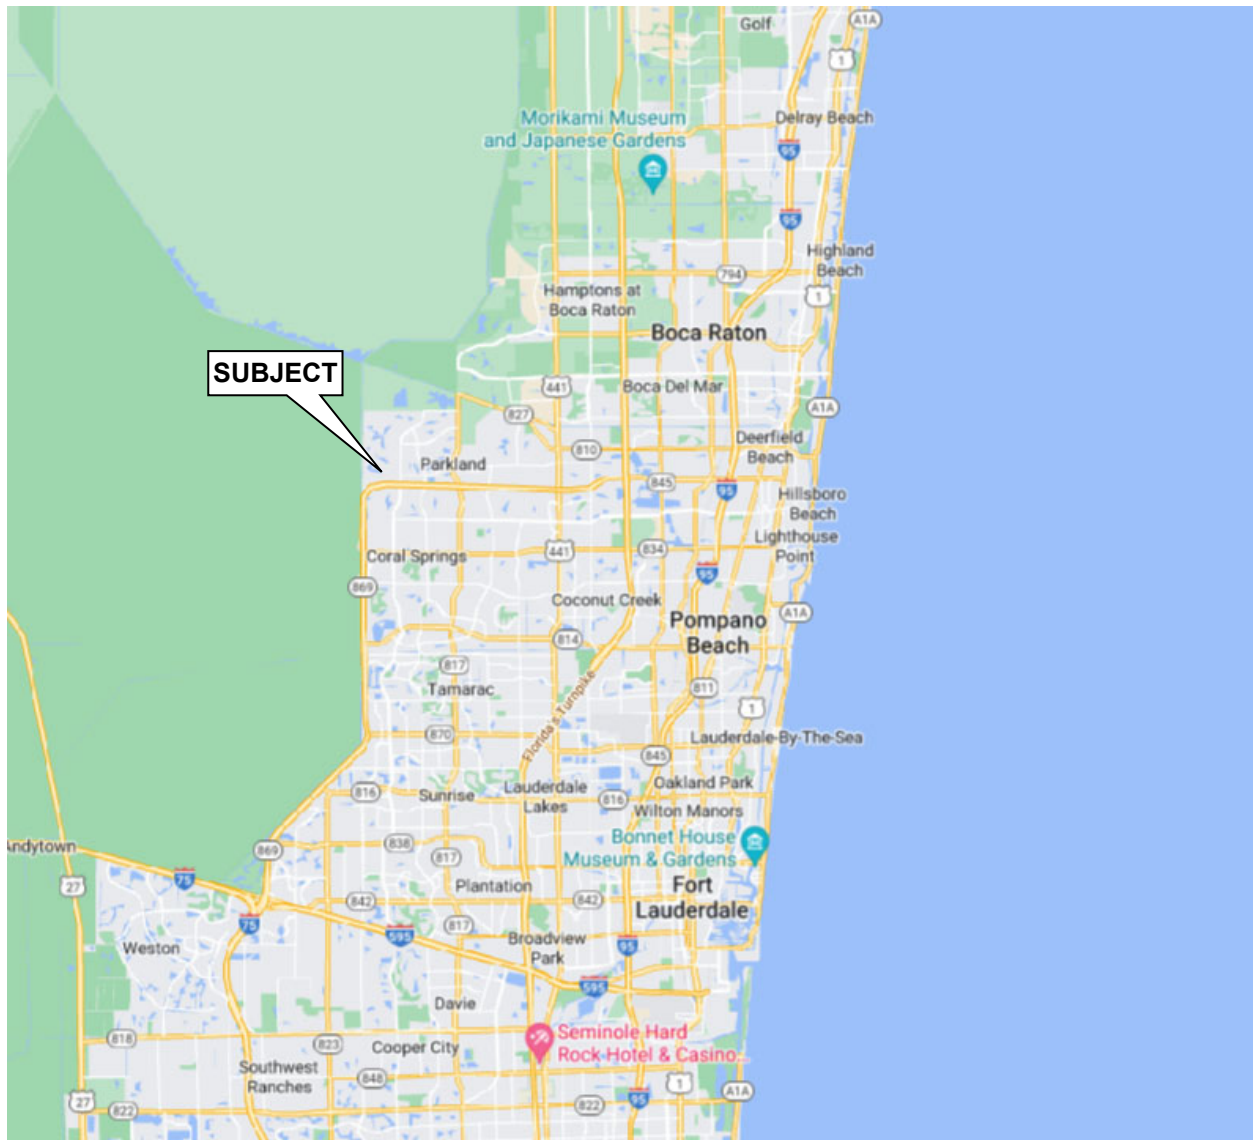 Golf
A1A
1
Morikami Museum
and Japanese Gardens
Delray Beach
95
95
Highland
Beach
794
Hamptons at
Boca Raton
1
Boca Raton
SUBJECT
441
Boca Del Mar
827
A1A
Deerfield
Beach
810
Parkland
845
95
Hillsboro
Beach
Lighthouse
Point
441
834
Coral Springs
95
869
Coconut Creek
A1A
Pompano
Beach
814
817
Tamarac
811
Florida's Turnpike
1
870
Lauderdale-By-The-Sea
845
Oakland Park
816
Sunrise
Lauderdale
Lakes
816
Wilton Manors
Bonnet House
Museum & Gardens
Andytown
869
838
817
75
27
Plantation
Fort
Lauderdale
842
842
75
817
595
Broadview
Park
95
Weston
595
Davie
Seminole Hard
Rock Hotel & Casino...
818
823
Cooper City
Southwest
Ranches
848
1
A1A
27
822
822
95